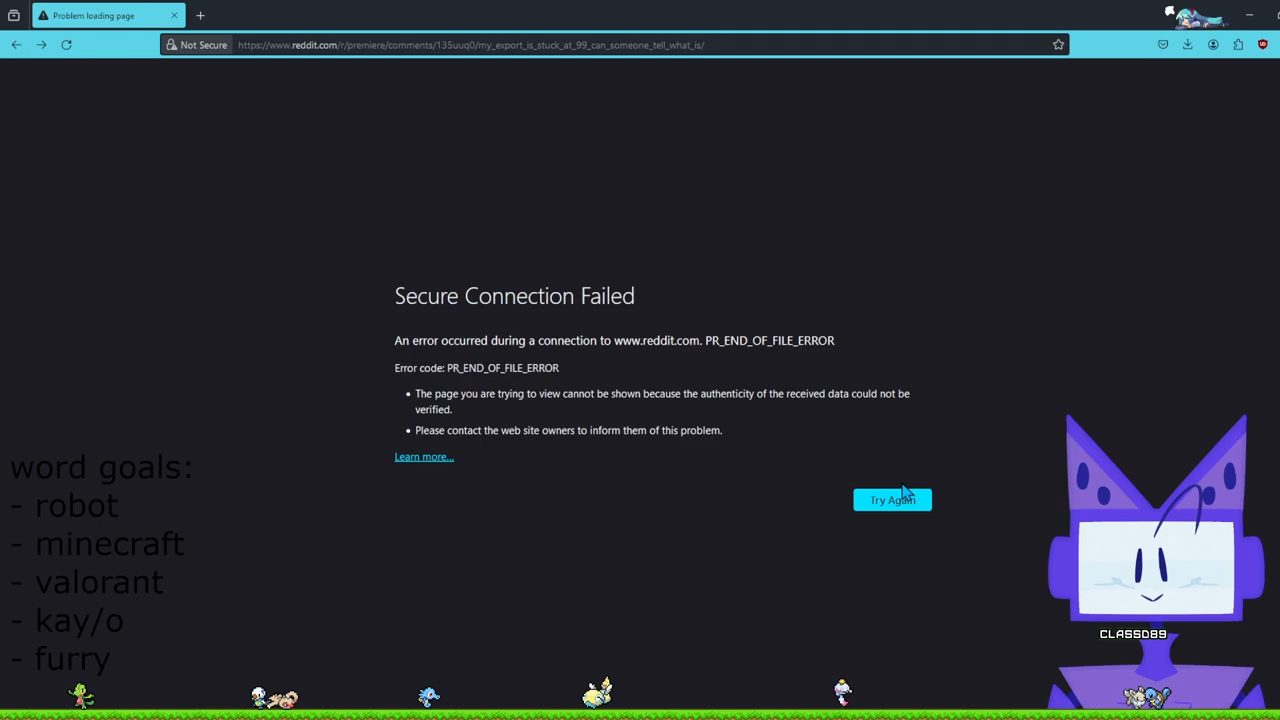 Problem loading page
Not Secure
https://www.reddit.com/r/premiere/comments/135uuq0/my_export_is_stuck_at_99_can_someone_tell_what_is/
Secure Connection Failed
An error occurred during a connection to www.reddit.com. PR_END_OF_FILE_ERROR
Error code: PR_END_OF_FILE_ERROR
• The page you are trying to view cannot be shown because the authenticity of the received data could not be
verified.
• Please contact the web site owners to inform them of this problem.
Learn more...
Try Again
word goals:
- robot
- minecraft
- valorant
- kay/o
- furry
CLASSD89